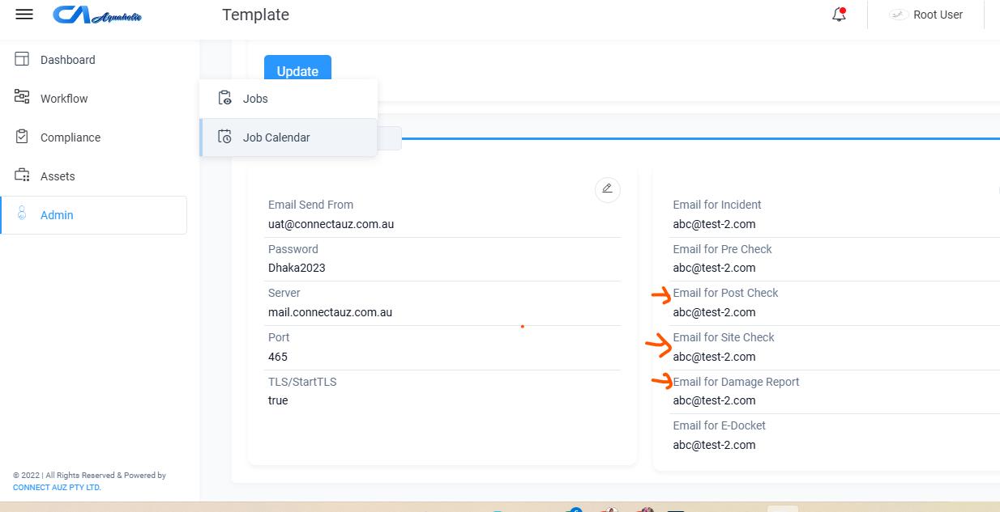 CA Aquaholic
Template
Root User
Dashboard
Workflow
Compliance
Assets
Admin
Update
Jobs
Job Calendar
Email Send From
uat@connectauz.com.au
Password
Dhaka2023
Server
mail.connectauz.com.au
Port
465
TLS/StartTLS
true
Email for Incident
abc@test-2.com
Email for Pre Check
abc@test-2.com
Email for Post Check
abc@test-2.com
Email for Site Check
abc@test-2.com
Email for Damage Report
abc@test-2.com
Email for E-Docket
abc@test-2.com
© 2022 | All Rights Reserved & Powered by
CONNECT AUZ PTY LTD.